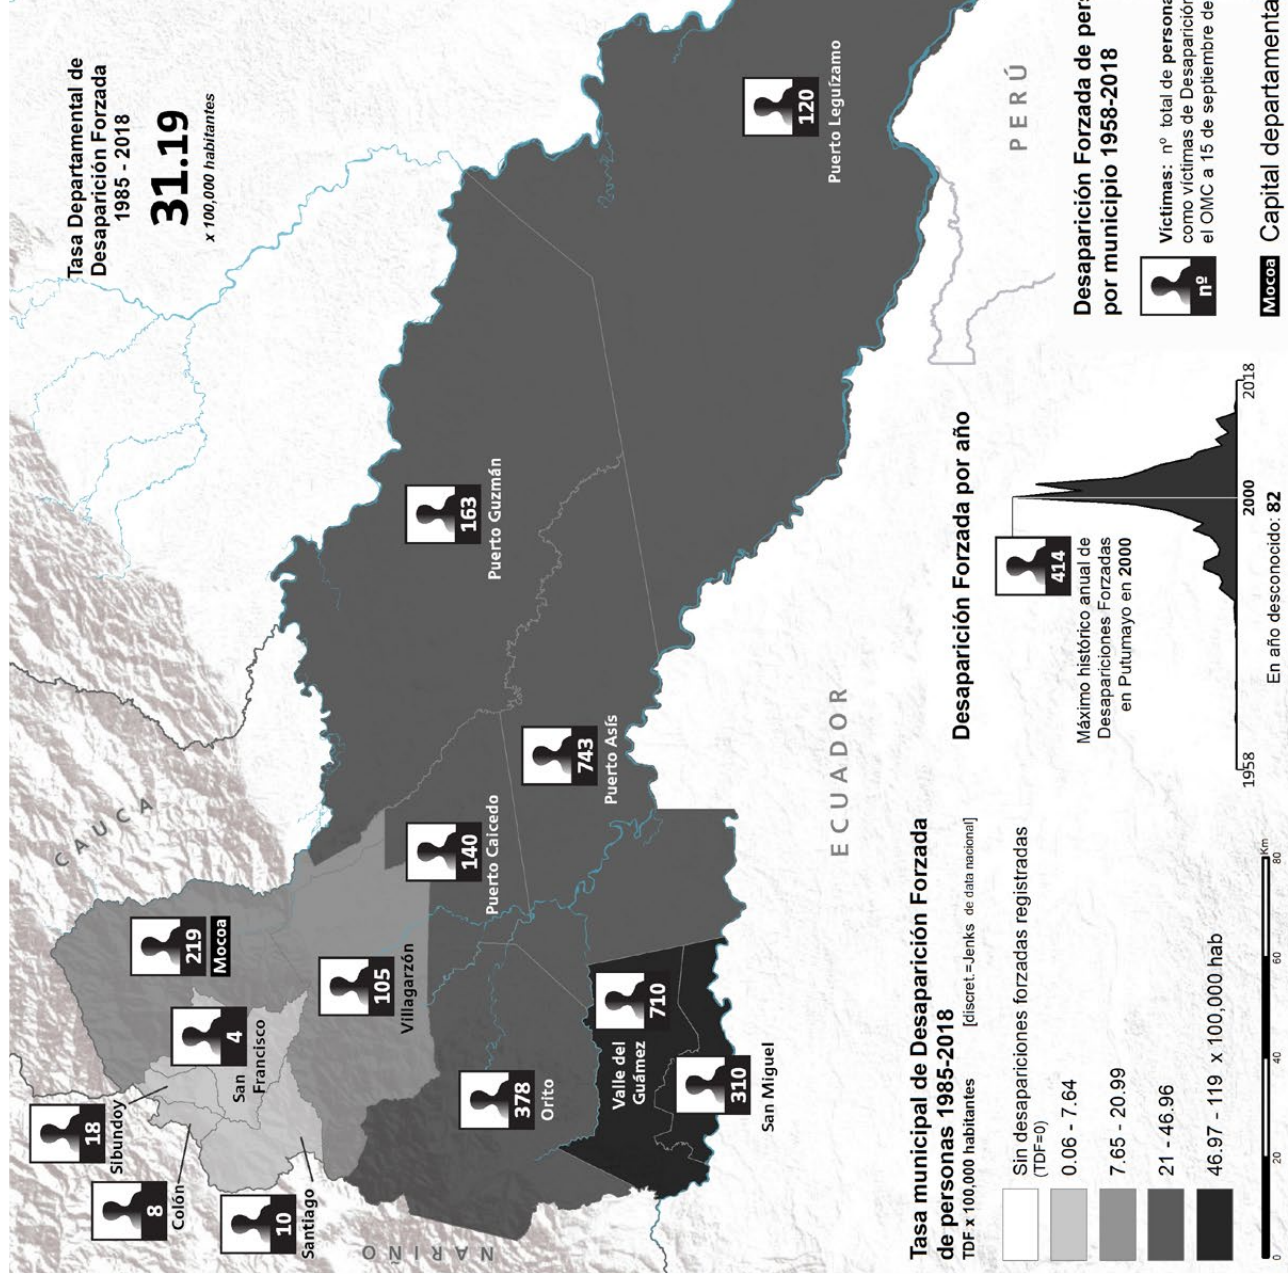 Tasa Departamental de
Desaparición Forzada
1985 - 2018
31.19
x 100,000 habitantes
CAUCA
NARIÑO
ECUADOR
PERÚ
18
Sibundoy
8
Colón
10
Santiago
4
San
Francisco
219
Mocoa
105
Villagarzón
140
Puerto Caicedo
163
Puerto Guzmán
120
Puerto Leguízamo
743
Puerto Asís
378
Orito
710
Valle del
Guámez
310
San Miguel
Tasa municipal de Desaparición Forzada
de personas 1985-2018
TDF x 100,000 habitantes [discret.=Jenks de data nacional]
Sin desapariciones forzadas registradas
(TDF=0)
0.06 - 7.64
7.65 - 20.99
21 - 46.96
46.97 - 119 x 100,000 hab
0 20 40 60 80 Km
Desaparición Forzada por año
414
Máximo histórico anual de
Desapariciones Forzadas
en Putumayo en 2000
1958 2000 2018
En año desconocido: 82
Desaparición Forzada de pers
por municipio 1958-2018
nº
Víctimas: nº total de persona
como víctimas de Desaparición
el OMC a 15 de septiembre de
Mocoa Capital departamenta